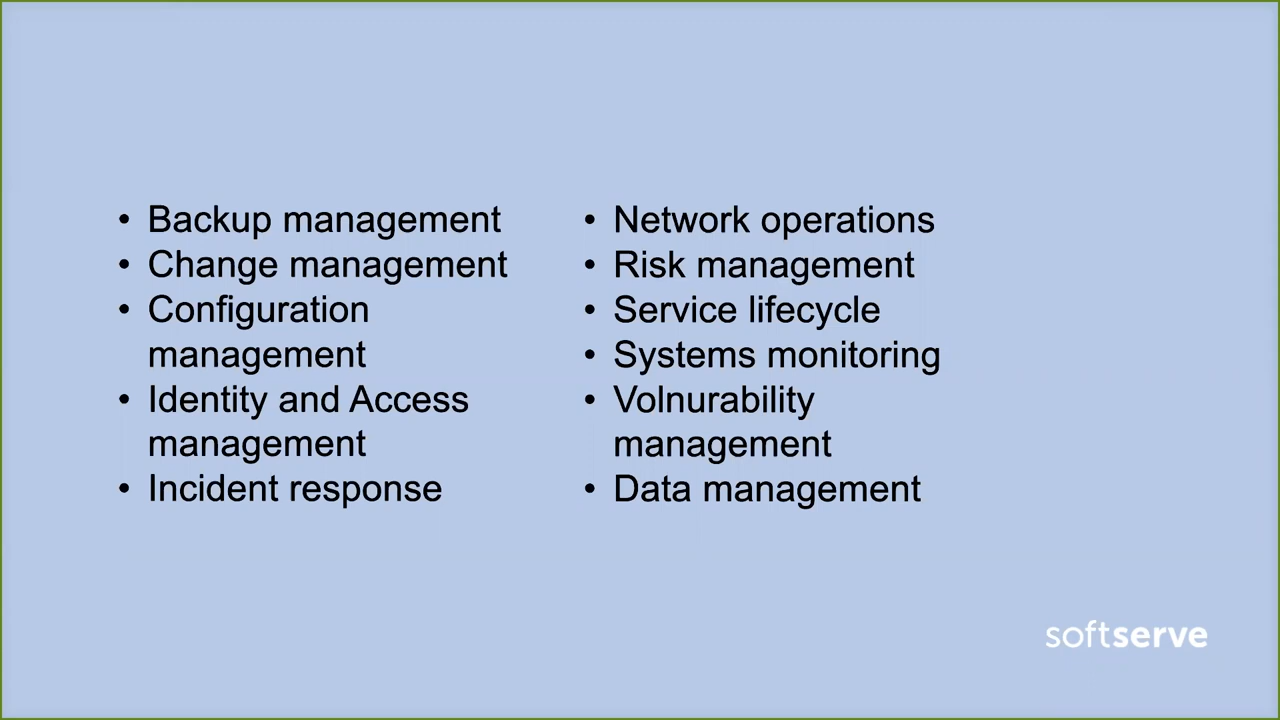 • Backup management
• Change management
• Configuration
management
• Identity and Access
management
• Incident response
• Network operations
• Risk management
• Service lifecycle
• Systems monitoring
• Volnurability
management
• Data management
softserve